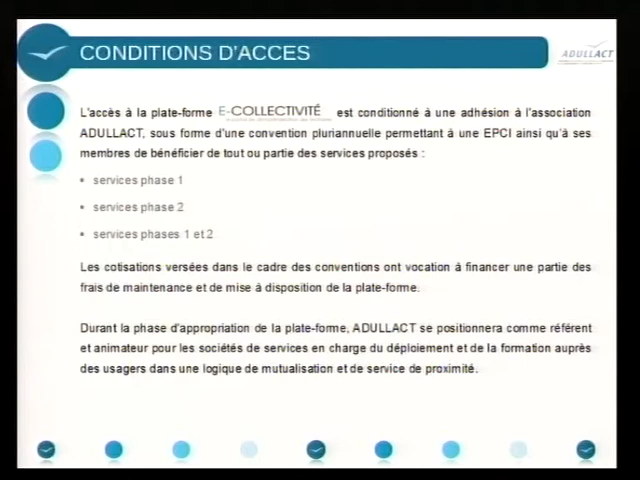 CONDITIONS D'ACCES
ADULLACT
L'accès à la plate-forme E-COLLECTIVITÉ est conditionné à une adhésion à l'association
ADULLACT, sous forme d'une convention pluriannuelle permettant à une EPCI ainsi qu'à ses
membres de bénéficier de tout ou partie des services proposés :
• services phase 1
• services phase 2
• services phases 1 et 2
Les cotisations versées dans le cadre des conventions ont vocation à financer une partie des
frais de maintenance et de mise à disposition de la plate-forme.
Durant la phase d'appropriation de la plate-forme, ADULLACT se positionnera comme référent
et animateur pour les sociétés de services en charge du déploiement et de la formation auprès
des usagers dans une logique de mutualisation et de service de proximité.